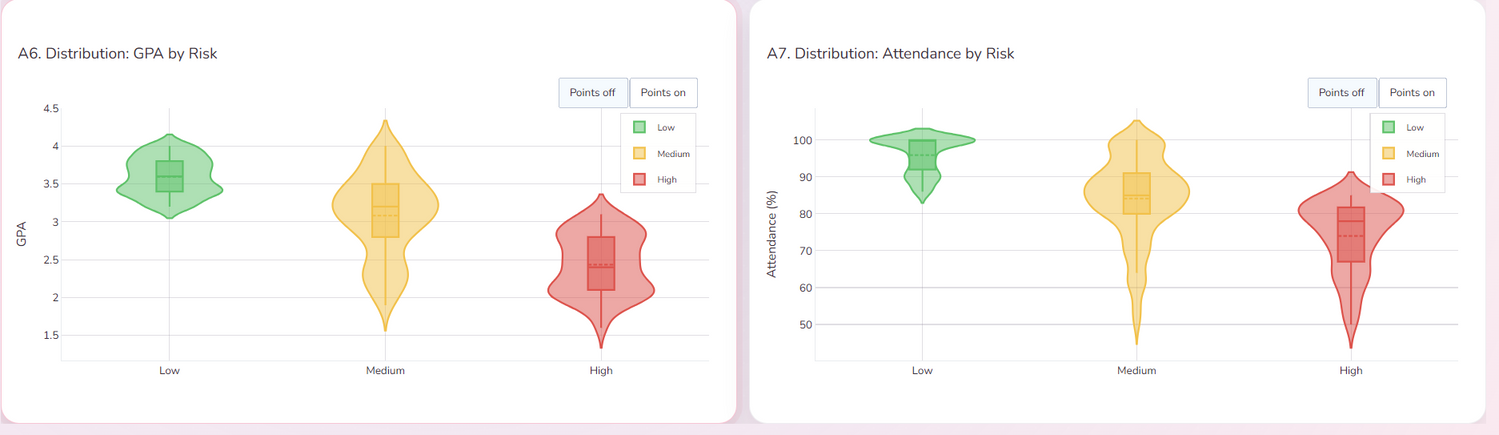 A6. Distribution: GPA by Risk
Points off
Points on
4.5
4
3.5
3
2.5
2
1.5
GPA
Low
Medium
High
Low
Medium
High
A7. Distribution: Attendance by Risk
Points off
Points on
100
90
80
70
60
50
Attendance (%)
Low
Medium
High
Low
Medium
High